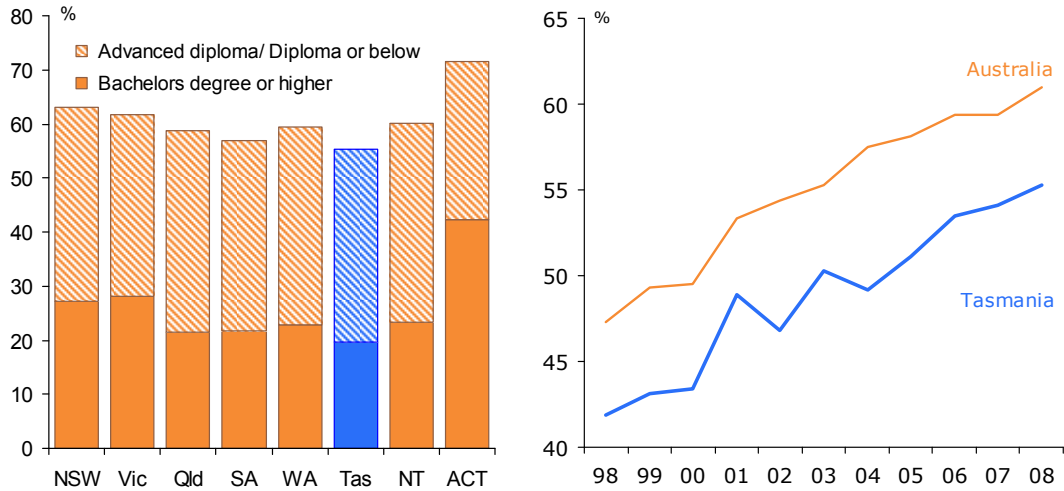 %
80
70
60
50
40
30
20
10
0
Advanced diploma/ Diploma or below
Bachelors degree or higher
NSW Vic Qld SA WA Tas NT ACT
%
65
60
55
50
45
40
Australia
Tasmania
98 99 00 01 02 03 04 05 06 07 08